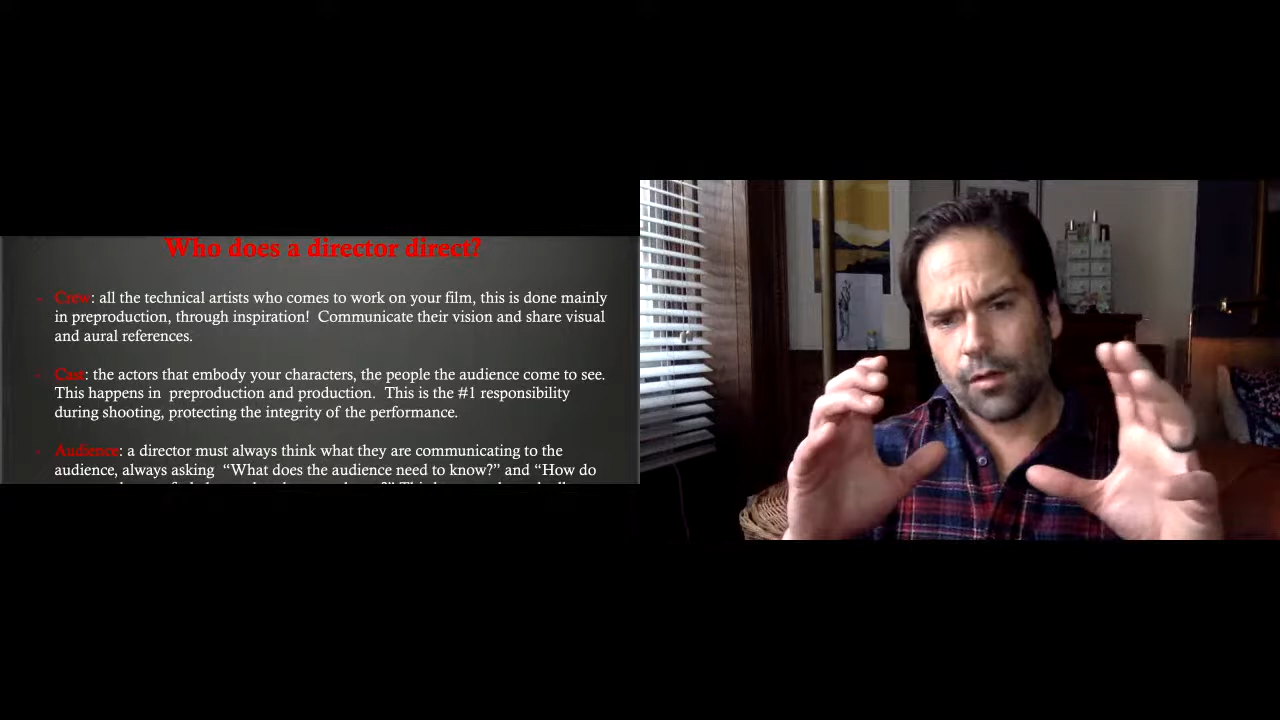 Who does a director direct?
- Crew: all the technical artists who comes to work on your film, this is done mainly
in preproduction, through inspiration!  Communicate their vision and share visual
and aural references.
- Cast: the actors that embody your characters, the people the audience come to see.
This happens in  preproduction and production.  This is the #1 responsibility
during shooting, protecting the integrity of the performance.
- Audience: a director must always think what they are communicating to the
audience, always asking  “What does the audience need to know?” and “How do